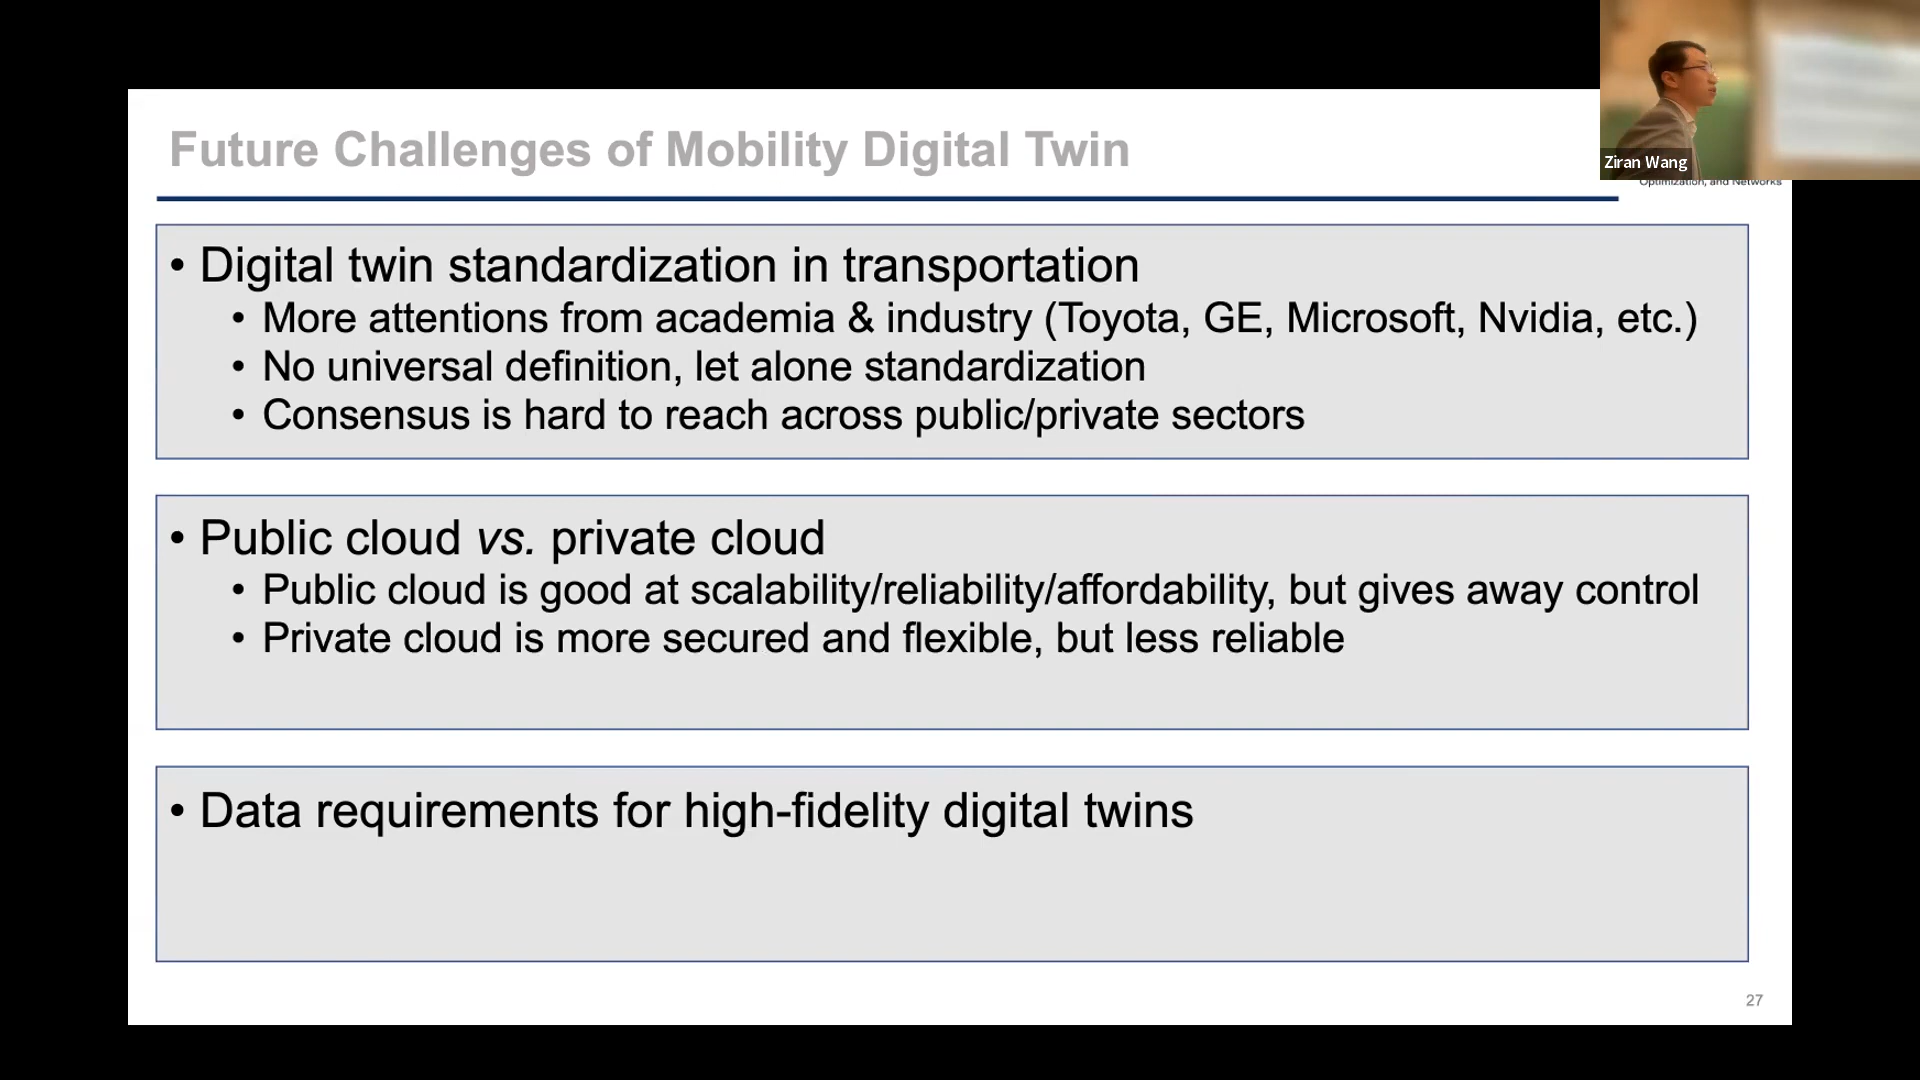 Future Challenges of Mobility Digital Twin
Ziran Wang
Optimization, and Networks
• Digital twin standardization in transportation
• More attentions from academia & industry (Toyota, GE, Microsoft, Nvidia, etc.)
• No universal definition, let alone standardization
• Consensus is hard to reach across public/private sectors
• Public cloud vs. private cloud
• Public cloud is good at scalability/reliability/affordability, but gives away control
• Private cloud is more secured and flexible, but less reliable
• Data requirements for high-fidelity digital twins
27